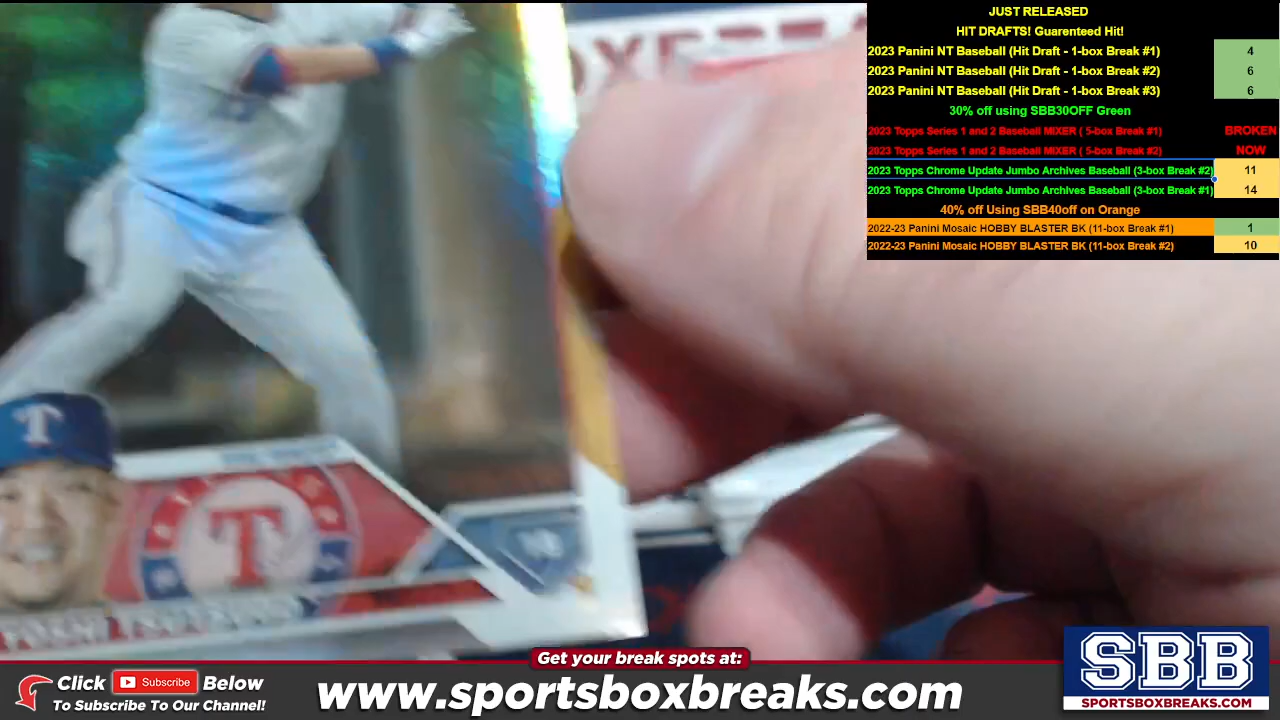 JUST RELEASED
HIT DRAFTS! Guarenteed Hit!
2023 Panini NT Baseball (Hit Draft - 1-box Break #1) 4
2023 Panini NT Baseball (Hit Draft - 1-box Break #2) 6
2023 Panini NT Baseball (Hit Draft - 1-box Break #3) 6
30% off using SBB30OFF Green
2023 Topps Series 1 and 2 Baseball MIXER ( 5-box Break #1) BROKEN
2023 Topps Series 1 and 2 Baseball MIXER ( 5-box Break #2) NOW
2023 Topps Chrome Update Jumbo Archives Baseball (3-box Break #2) 11
2023 Topps Chrome Update Jumbo Archives Baseball (3-box Break #1) 14
40% off Using SBB40off on Orange
2022-23 Panini Mosaic HOBBY BLASTER BK (11-box Break #1) 1
2022-23 Panini Mosaic HOBBY BLASTER BK (11-box Break #2) 10
T
T
YOSHI
Get your break spots at:
Click Subscribe Below
To Subscribe To Our Channel!
www.sportsboxbreaks.com
SBB
SPORTSBOXBREAKS.COM